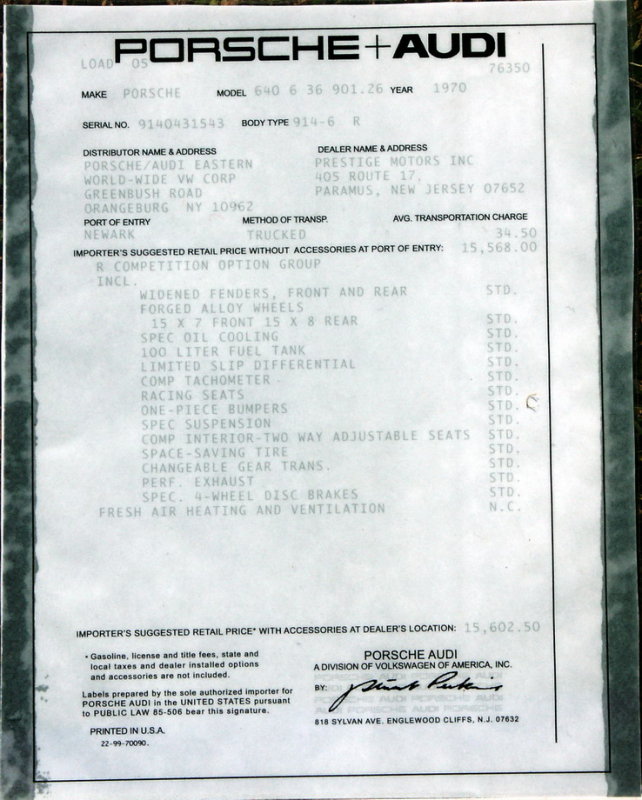 PORSCHE+AUDI
LOAD 05 76350
MAKE PORSCHE MODEL 640 6 36 901.26 YEAR 1970
SERIAL NO. 9140431543 BODY TYPE 914-6 R
DISTRIBUTOR NAME & ADDRESS DEALER NAME & ADDRESS
PORSCHE/AUDI EASTERN PRESTIGE MOTORS INC
WORLD-WIDE VW CORP 405 ROUTE 17,
GREENBUSH ROAD PARAMUS, NEW JERSEY 07652
ORANGEBURG NY 10962
PORT OF ENTRY METHOD OF TRANSP. AVG. TRANSPORTATION CHARGE
NEWARK TRUCKED 34.50
IMPORTER'S SUGGESTED RETAIL PRICE WITHOUT ACCESSORIES AT PORT OF ENTRY: 15,568.00
R COMPETITION OPTION GROUP
INCL.
WIDENED FENDERS, FRONT AND REAR STD.
FORGED ALLOY WHEELS
15 X 7 FRONT 15 X 8 REAR STD.
SPEC OIL COOLING STD.
100 LITER FUEL TANK STD.
LIMITED SLIP DIFFERENTIAL STD.
COMP TACHOMETER STD.
RACING SEATS STD.
ONE-PIECE BUMPERS STD.
SPEC SUSPENSION STD.
COMP INTERIOR-TWO WAY ADJUSTABLE SEATS STD.
SPACE-SAVING TIRE STD.
CHANGEABLE GEAR TRANS. STD.
PERF. EXHAUST STD.
SPEC. 4-WHEEL DISC BRAKES STD.
FRESH AIR HEATING AND VENTILATION N.C.
IMPORTER'S SUGGESTED RETAIL PRICE* WITH ACCESSORIES AT DEALER'S LOCATION: 15,602.50
* Gasoline, license and title fees, state and
local taxes and dealer installed options
and accessories are not included.
Labels prepared by the sole authorized importer for
PORSCHE AUDI in the UNITED STATES pursuant
to PUBLIC LAW 85-506 bear this signature.
PRINTED IN U.S.A.
22-99-70090.
PORSCHE AUDI
A DIVISION OF VOLKSWAGEN OF AMERICA, INC.
BY:
818 SYLVAN AVE. ENGLEWOOD CLIFFS, N.J. 07632